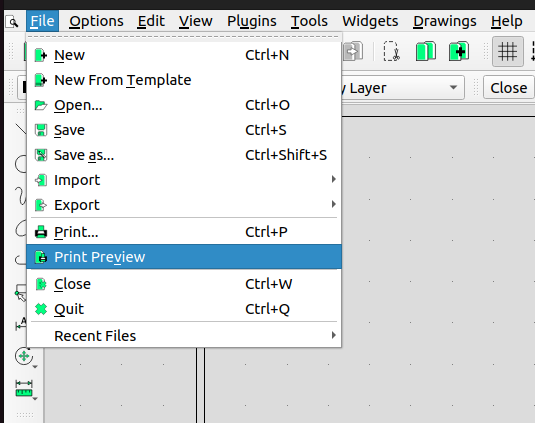 File Options Edit View Plugins Tools Widgets Drawings Help
New Ctrl+N
New From Template
Open... Ctrl+O
y Layer Close
Save Ctrl+S
Save as... Ctrl+Shift+S
Import
Export
Print... Ctrl+P
Print Preview
Close Ctrl+W
Quit Ctrl+Q
Recent Files